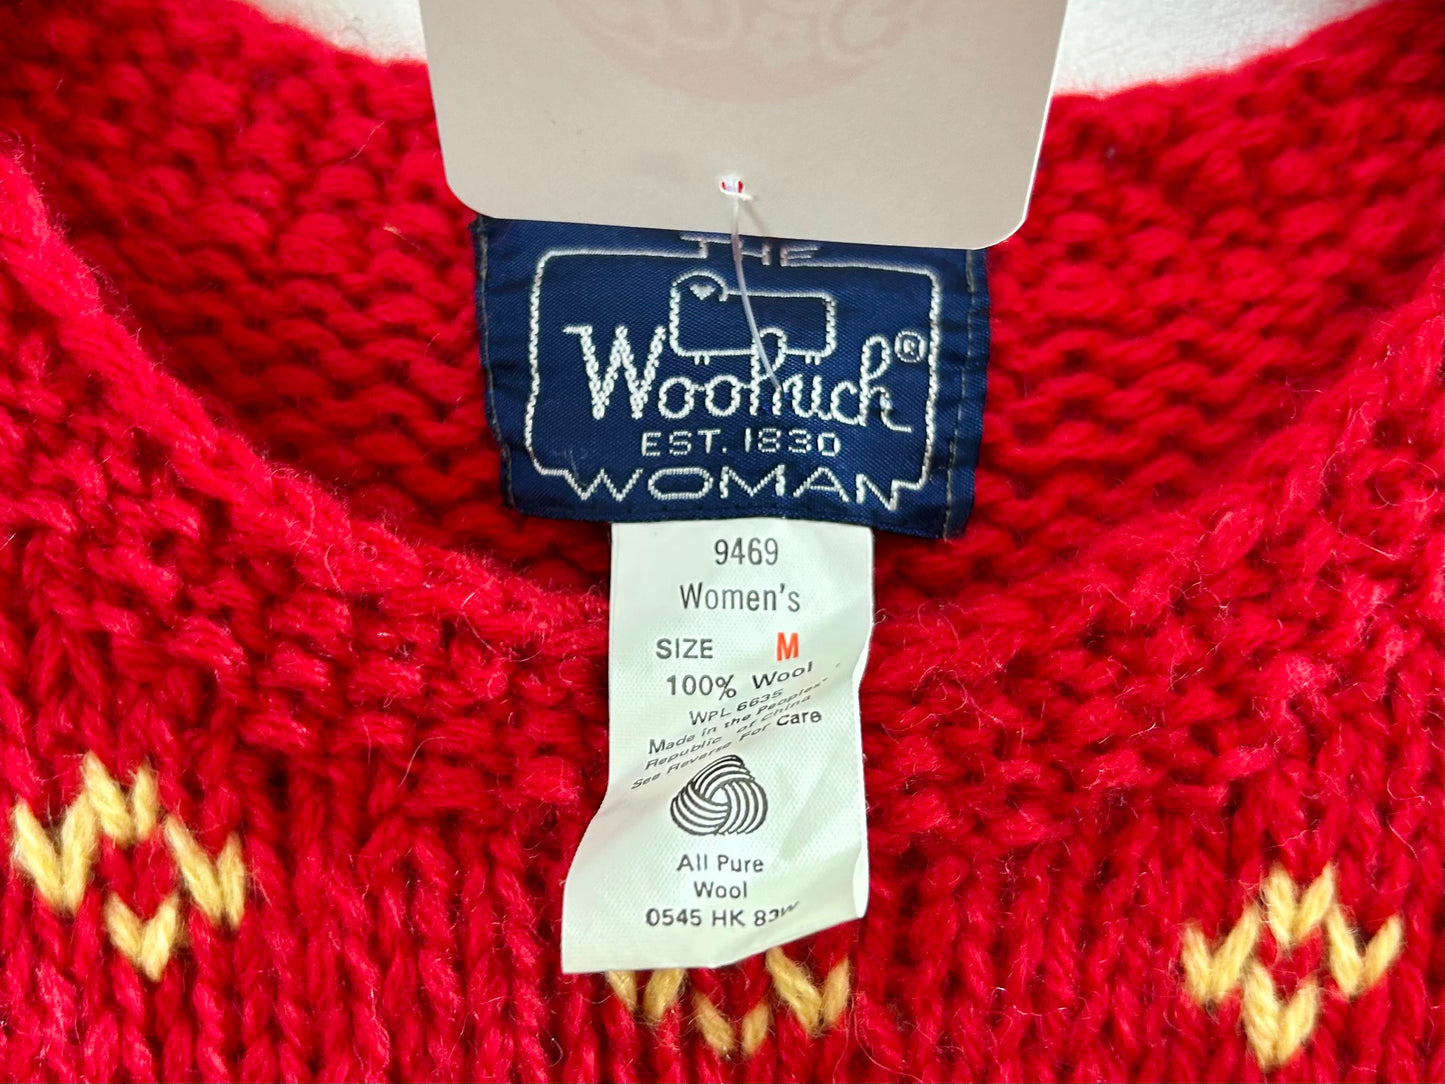 THE
Woolrich®
EST. 1830
WOMAN
9469
Women's
SIZE M
100% Wool
WPL 6635
Made in the Peoples'
Republic of China
See Reverse For Care
All Pure
Wool
0545 HK 83W